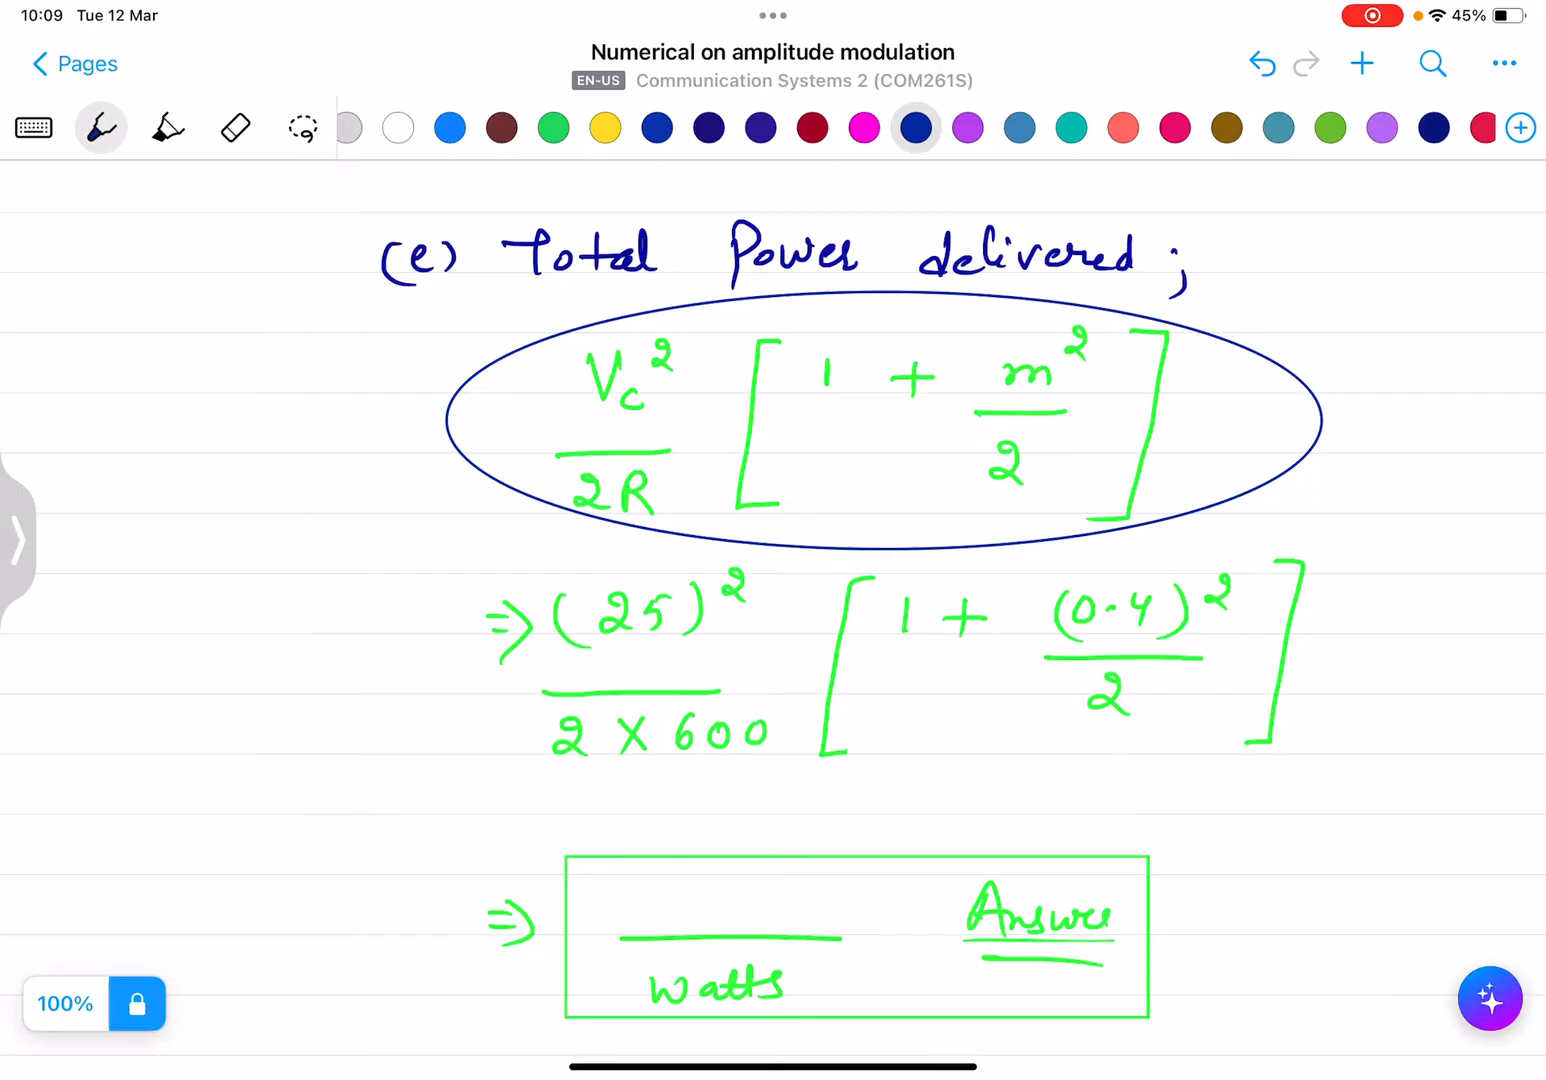 10:09 Tue 12 Mar
45%
Pages
Numerical on amplitude modulation
EN-US Communication Systems 2 (COM261S)
(e) Total Power delivered ;
Vc² / 2R [ 1 + m² / 2 ]
=> (25)² / 2 X 600 [ 1 + (0.4)² / 2 ]
=> ____ Answer
watts
100%